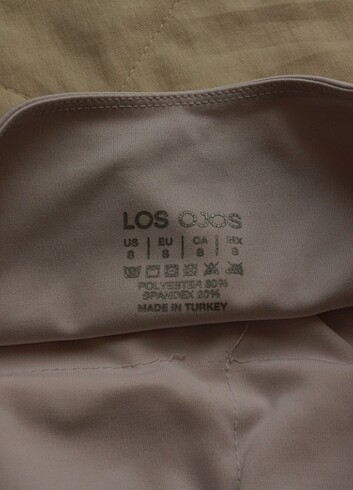 LOS OJOS
US EU CA MX
S S S S
POLYESTER 80%
SPANDEX 20%
MADE IN TURKEY